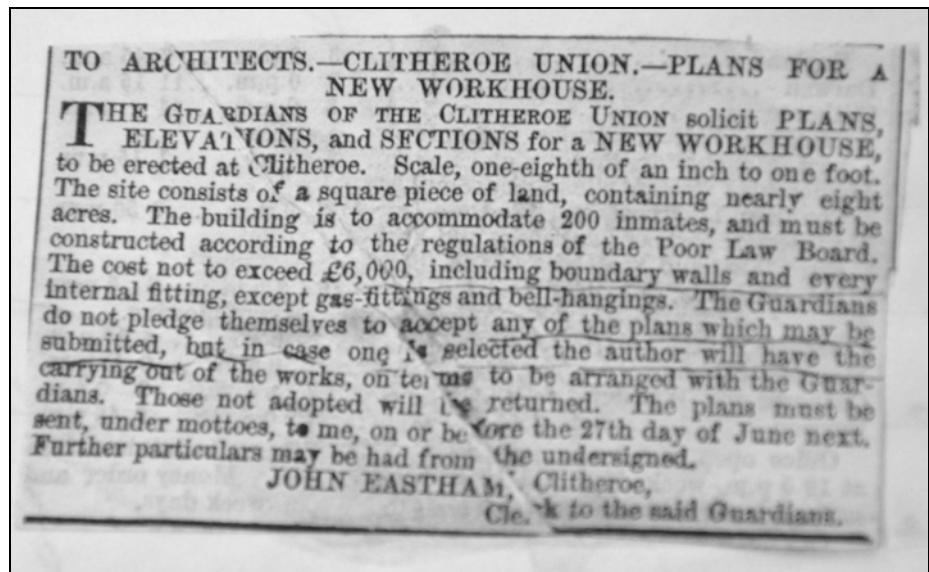 TO ARCHITECTS.—CLITHEROE UNION.—PLANS FOR A
NEW WORKHOUSE.
THE GUARDIANS OF THE CLITHEROE UNION solicit PLANS,
ELEVATIONS, and SECTIONS for a NEW WORKHOUSE,
to be erected at Clitheroe. Scale, one-eighth of an inch to one foot.
The site consists of a square piece of land, containing nearly eight
acres. The building is to accommodate 200 inmates, and must be
constructed according to the regulations of the Poor Law Board.
The cost not to exceed £6,000, including boundary walls and every
internal fitting, except gas-fittings and bell-hangings. The Guardians
do not pledge themselves to accept any of the plans which may be
submitted, but in case one is selected the author will have the
carrying out of the works, on terms to be arranged with the Guar-
dians. Those not adopted will be returned. The plans must be
sent, under mottoes, to me, on or before the 27th day of June next.
Further particulars may be had from the undersigned.
JOHN EASTHAM, Clitheroe,
Clerk to the said Guardians.